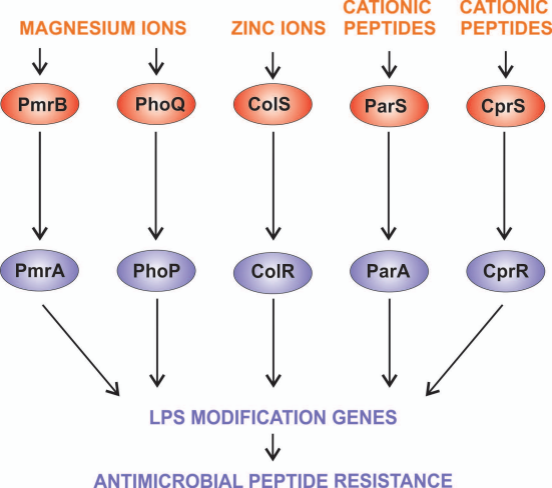 MAGNESIUM IONS
ZINC IONS
CATIONIC
PEPTIDES
CATIONIC
PEPTIDES
PmrB
PhoQ
ColS
ParS
CprS
PmrA
PhoP
ColR
ParA
CprR
LPS MODIFICATION GENES
ANTIMICROBIAL PEPTIDE RESISTANCE